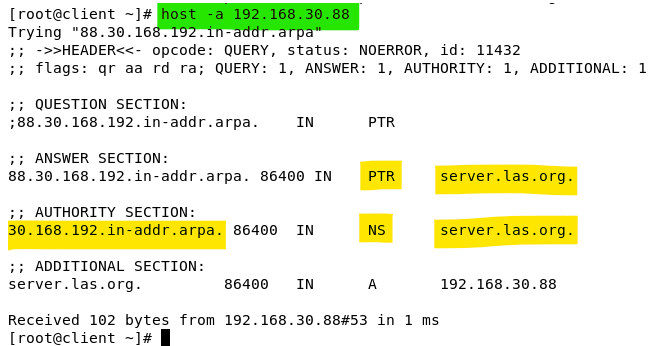 [root@client ~]# host -a 192.168.30.88
Trying "88.30.168.192.in-addr.arpa"
;; ->>HEADER<<- opcode: QUERY, status: NOERROR, id: 11432
;; flags: qr aa rd ra; QUERY: 1, ANSWER: 1, AUTHORITY: 1, ADDITIONAL: 1
;; QUESTION SECTION:
;88.30.168.192.in-addr.arpa.    IN      PTR
;; ANSWER SECTION:
88.30.168.192.in-addr.arpa. 86400 IN    PTR     server.las.org.
;; AUTHORITY SECTION:
30.168.192.in-addr.arpa. 86400  IN      NS      server.las.org.
;; ADDITIONAL SECTION:
server.las.org.         86400   IN      A       192.168.30.88
Received 102 bytes from 192.168.30.88#53 in 1 ms
[root@client ~]#